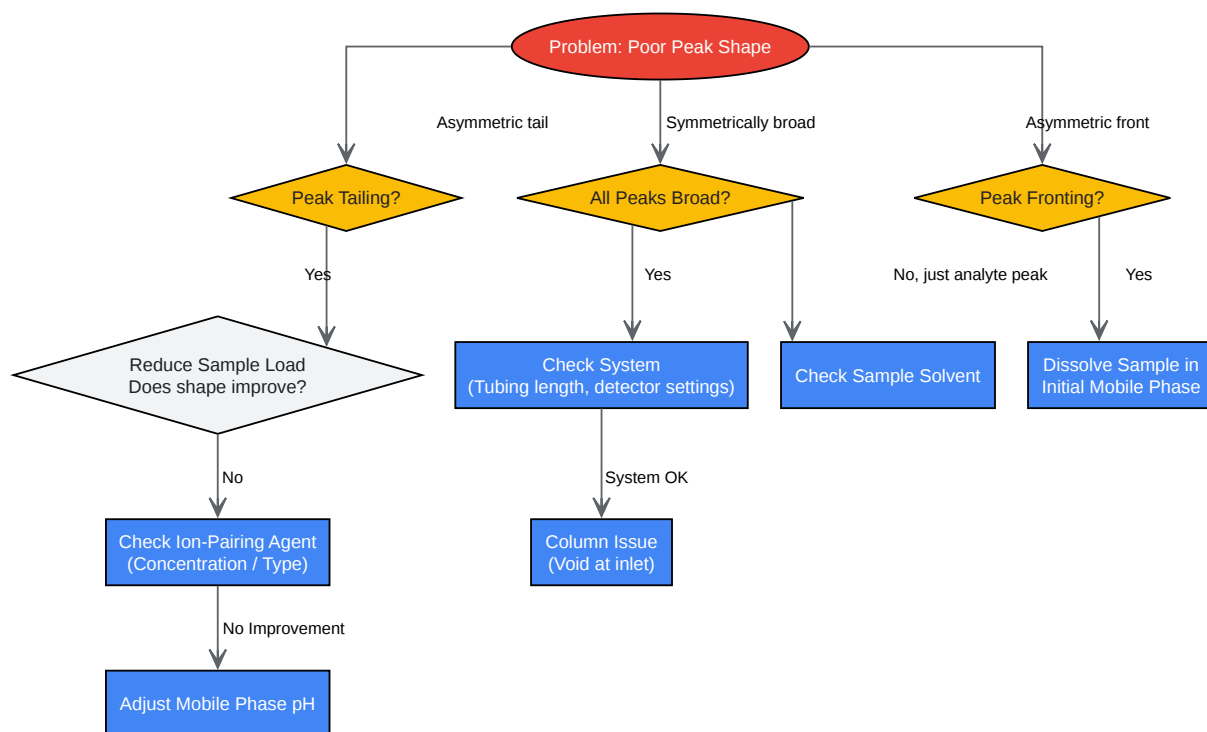 Problem: Poor Peak Shape
Asymmetric tail
Symmetrically broad
Asymmetric front
Peak Tailing?
All Peaks Broad?
Peak Fronting?
Yes
Yes
No, just analyte peak
Yes
Reduce Sample Load
Does shape improve?
Check System
(Tubing length, detector settings)
Check Sample Solvent
Dissolve Sample in
Initial Mobile Phase
No
System OK
Check Ion-Pairing Agent
(Concentration / Type)
Column Issue
(Void at inlet)
No Improvement
Adjust Mobile Phase pH